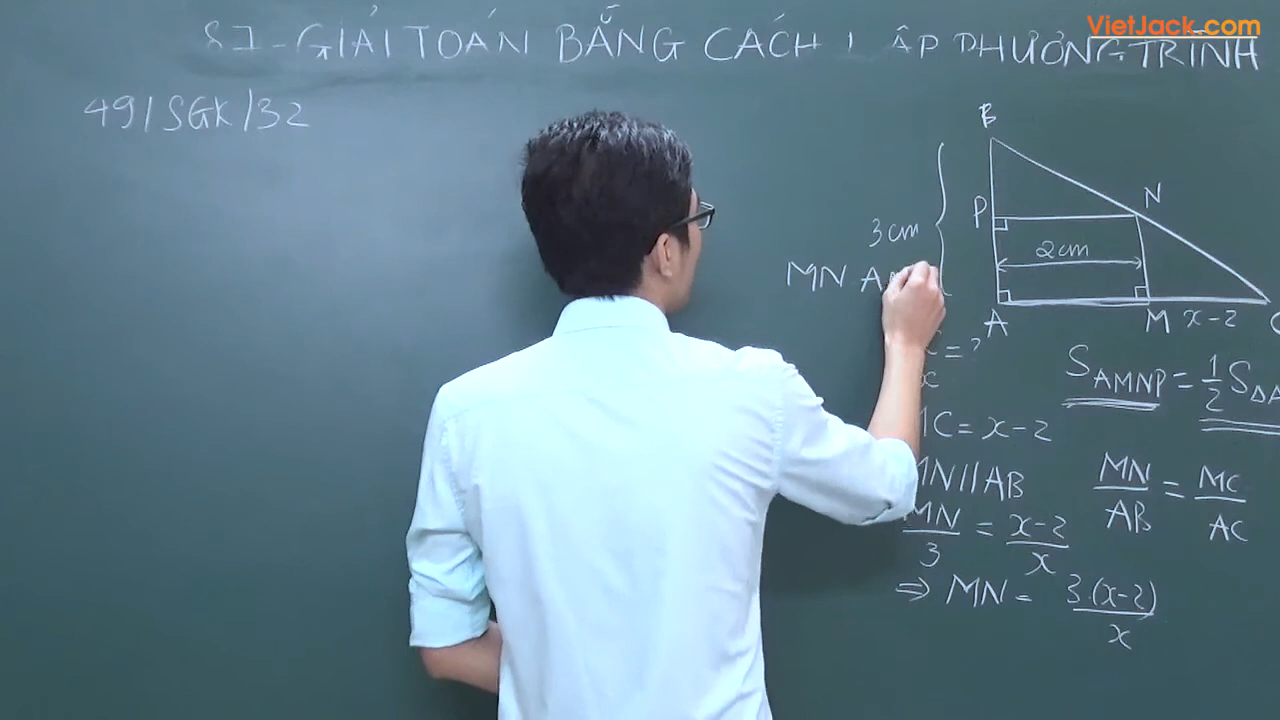 VietJack.com
GIẢI TOÁN BẰNG CÁCH LẬP PHƯƠNG TRÌNH
49/SGK/32
B
P
N
3cm
2cm
MN
A
M
x-2
= ?
x
S AMNP = 1/2 S
MC = x-2
MN//AB
MN/AB = MC/AC
MN/3 = x-2/x
⇒ MN = 3.(x-2)/x